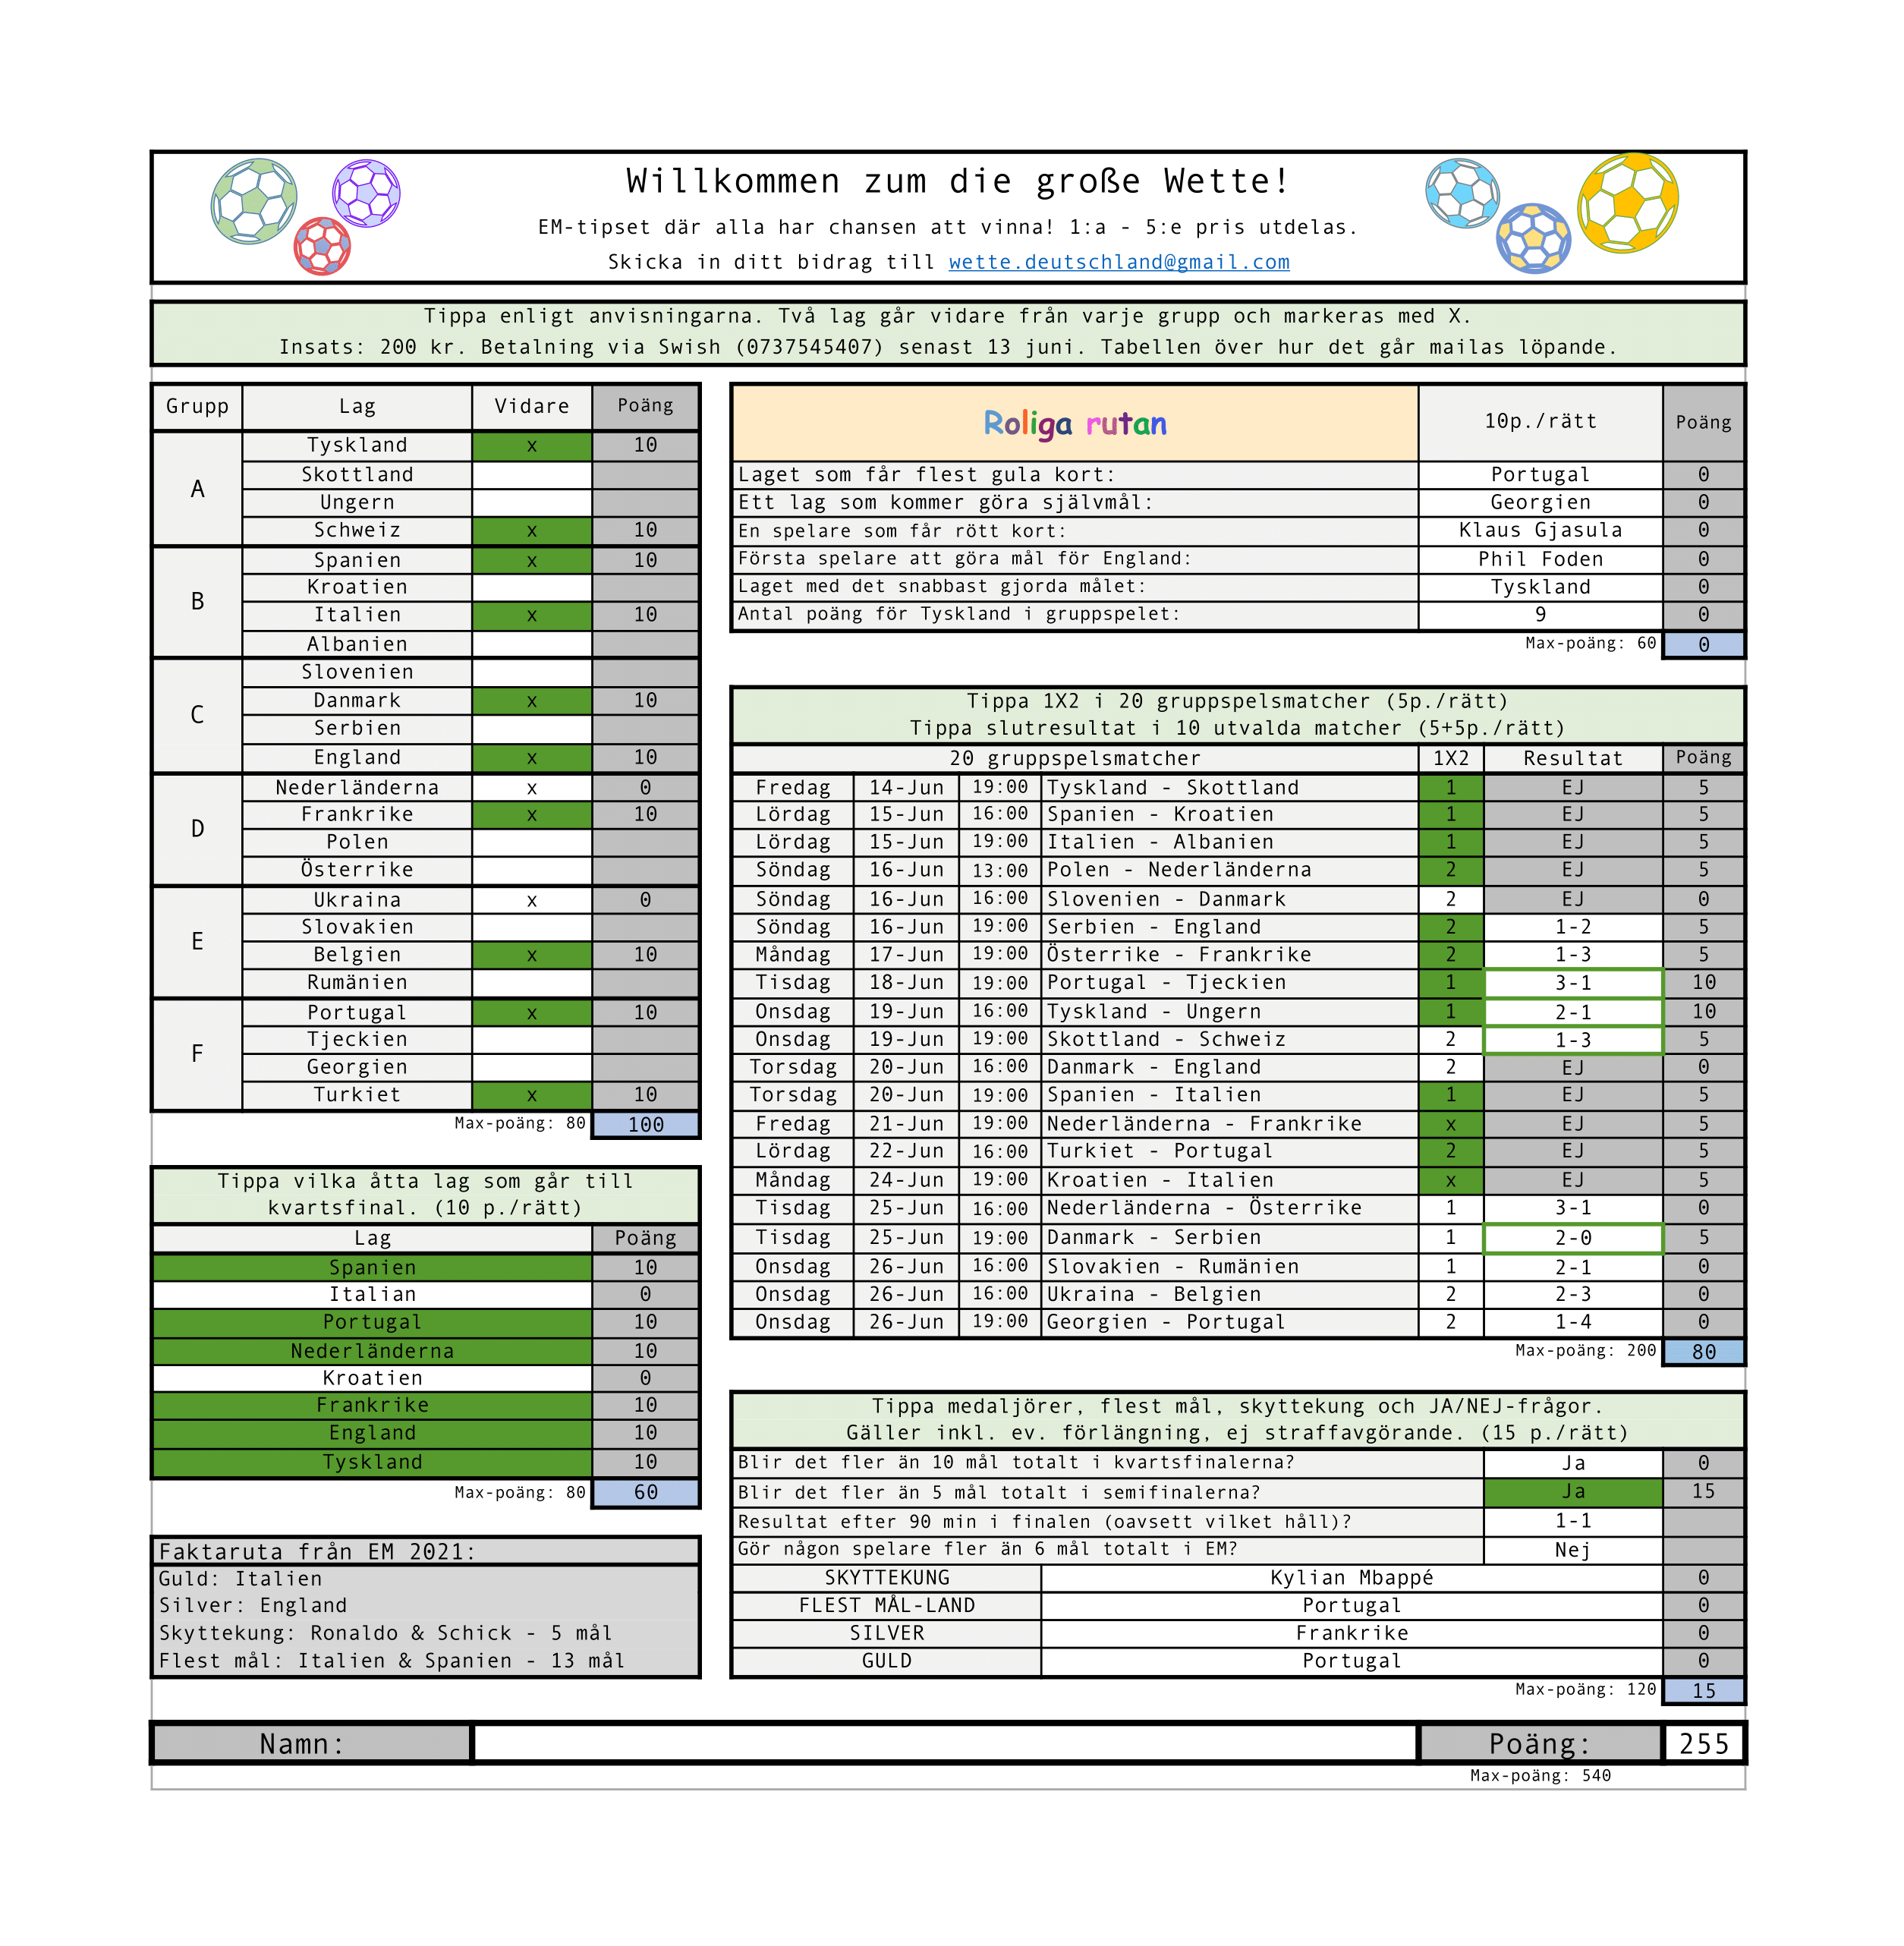 Willkommen zum die große Wette!
EM-tipset där alla har chansen att vinna! 1:a - 5:e pris utdelas.
Skicka in ditt bidrag till wette.deutschland@gmail.com
Tippa enligt anvisningarna. Två lag går vidare från varje grupp och markeras med X.
Insats: 200 kr. Betalning via Swish (0737545407) senast 13 juni. Tabellen över hur det går mailas löpande.
Grupp Lag Vidare Poäng
A
Tyskland x 10
Skottland
Ungern
Schweiz x 10
B
Spanien x 10
Kroatien
Italien x 10
Albanien
C
Slovenien
Danmark x 10
Serbien
England x 10
D
Nederländerna x 0
Frankrike x 10
Polen
Österrike
E
Ukraina x 0
Slovakien
Belgien x 10
Rumänien
F
Portugal x 10
Tjeckien
Georgien
Turkiet x 10
Max-poäng: 80 100
Tippa vilka åtta lag som går till
kvartsfinal. (10 p./rätt)
Lag Poäng
Spanien 10
Italian 0
Portugal 10
Nederländerna 10
Kroatien 0
Frankrike 10
England 10
Tyskland 10
Max-poäng: 80 60
Faktaruta från EM 2021:
Guld: Italien
Silver: England
Skyttekung: Ronaldo & Schick - 5 mål
Flest mål: Italien & Spanien - 13 mål
Roliga rutan 10p./rätt Poäng
Laget som får flest gula kort: Portugal 0
Ett lag som kommer göra självmål: Georgien 0
En spelare som får rött kort: Klaus Gjasula 0
Första spelare att göra mål för England: Phil Foden 0
Laget med det snabbast gjorda målet: Tyskland 0
Antal poäng för Tyskland i gruppspelet: 9 0
Max-poäng: 60 0
Tippa 1X2 i 20 gruppspelsmatcher (5p./rätt)
Tippa slutresultat i 10 utvalda matcher (5+5p./rätt)
20 gruppspelsmatcher 1X2 Resultat Poäng
Fredag 14-Jun 19:00 Tyskland - Skottland 1 EJ 5
Lördag 15-Jun 16:00 Spanien - Kroatien 1 EJ 5
Lördag 15-Jun 19:00 Italien - Albanien 1 EJ 5
Söndag 16-Jun 13:00 Polen - Nederländerna 2 EJ 5
Söndag 16-Jun 16:00 Slovenien - Danmark 2 EJ 0
Söndag 16-Jun 19:00 Serbien - England 2 1-2 5
Måndag 17-Jun 19:00 Österrike - Frankrike 2 1-3 5
Tisdag 18-Jun 19:00 Portugal - Tjeckien 1 3-1 10
Onsdag 19-Jun 16:00 Tyskland - Ungern 1 2-1 10
Onsdag 19-Jun 19:00 Skottland - Schweiz 2 1-3 5
Torsdag 20-Jun 16:00 Danmark - England 2 EJ 0
Torsdag 20-Jun 19:00 Spanien - Italien 1 EJ 5
Fredag 21-Jun 19:00 Nederländerna - Frankrike x EJ 5
Lördag 22-Jun 16:00 Turkiet - Portugal 2 EJ 5
Måndag 24-Jun 19:00 Kroatien - Italien x EJ 5
Tisdag 25-Jun 16:00 Nederländerna - Österrike 1 3-1 0
Tisdag 25-Jun 19:00 Danmark - Serbien 1 2-0 5
Onsdag 26-Jun 16:00 Slovakien - Rumänien 1 2-1 0
Onsdag 26-Jun 16:00 Ukraina - Belgien 2 2-3 0
Onsdag 26-Jun 19:00 Georgien - Portugal 2 1-4 0
Max-poäng: 200 80
Tippa medaljörer, flest mål, skyttekung och JA/NEJ-frågor.
Gäller inkl. ev. förlängning, ej straffavgörande. (15 p./rätt)
Blir det fler än 10 mål totalt i kvartsfinalerna? Ja 0
Blir det fler än 5 mål totalt i semifinalerna? Ja 15
Resultat efter 90 min i finalen (oavsett vilket håll)? 1-1
Gör någon spelare fler än 6 mål totalt i EM? Nej
SKYTTEKUNG Kylian Mbappé 0
FLEST MÅL-LAND Portugal 0
SILVER Frankrike 0
GULD Portugal 0
Max-poäng: 120 15
Namn: Poäng: 255
Max-poäng: 540